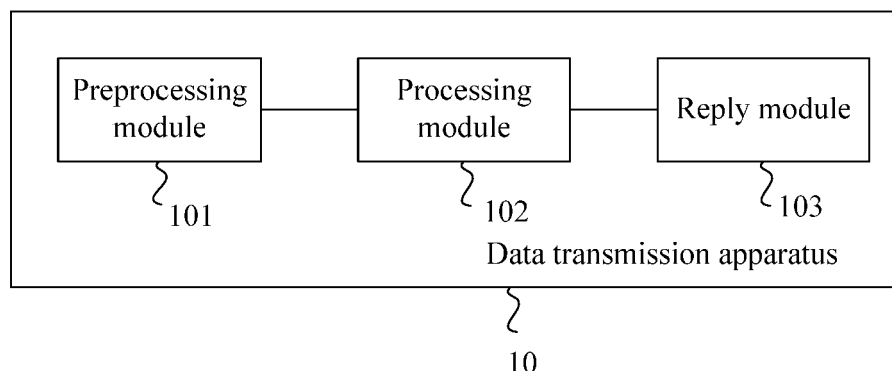 Preprocessing
module
Processing
module
Reply module
101
102
103
Data transmission apparatus
10